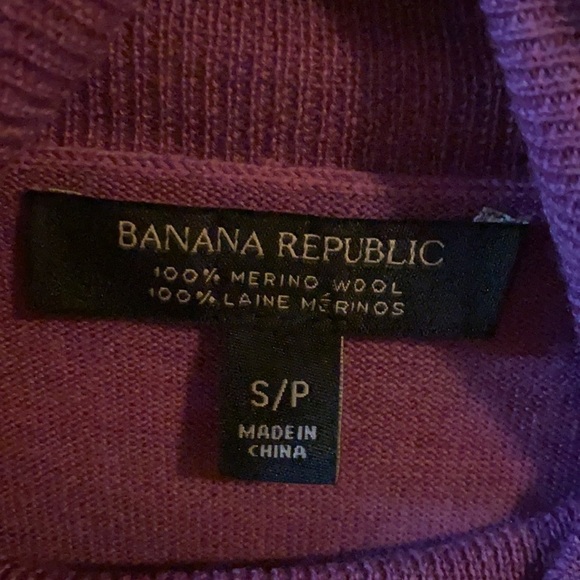 BANANA REPUBLIC
100% MERINO WOOL
100% LAINE MÉRINOS
S/P
MADE IN
CHINA